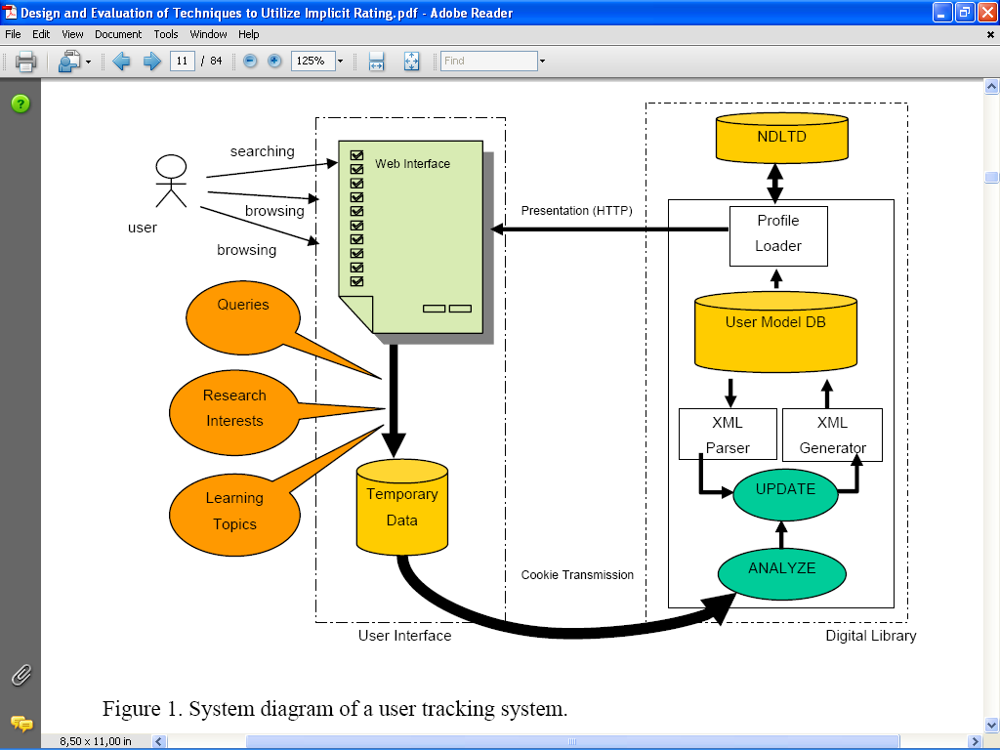 Design and Evaluation of Techniques to Utilize Implicit Rating.pdf - Adobe Reader
File Edit View Document Tools Window Help
11 / 84 125% Find
searching
browsing
browsing
user
Web Interface
Presentation (HTTP)
NDLTD
Profile
Loader
User Model DB
XML
Parser
XML
Generator
UPDATE
ANALYZE
Queries
Research
Interests
Learning
Topics
Temporary
Data
Cookie Transmission
User Interface
Digital Library
Figure 1. System diagram of a user tracking system.
8,50 x 11,00 in